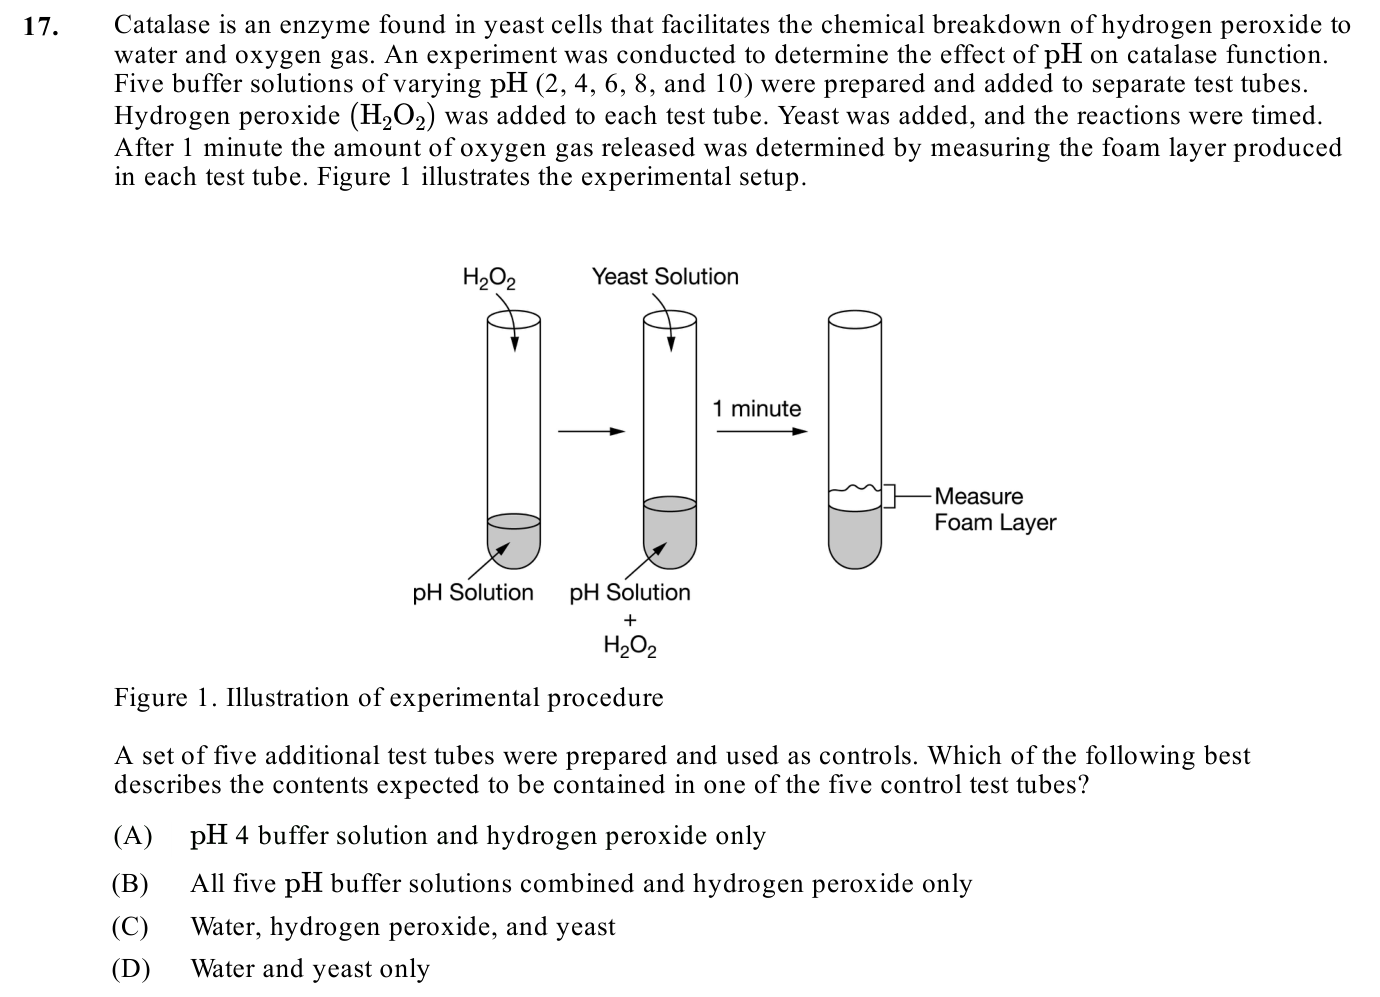 17. Catalase is an enzyme found in yeast cells that facilitates the chemical breakdown of hydrogen peroxide to
water and oxygen gas. An experiment was conducted to determine the effect of pH on catalase function.
Five buffer solutions of varying pH (2, 4, 6, 8, and 10) were prepared and added to separate test tubes.
Hydrogen peroxide (H₂O₂) was added to each test tube. Yeast was added, and the reactions were timed.
After 1 minute the amount of oxygen gas released was determined by measuring the foam layer produced
in each test tube. Figure 1 illustrates the experimental setup.
H₂O₂ Yeast Solution
1 minute
Measure
Foam Layer
pH Solution pH Solution
+
H₂O₂
Figure 1. Illustration of experimental procedure
A set of five additional test tubes were prepared and used as controls. Which of the following best
describes the contents expected to be contained in one of the five control test tubes?
(A) pH 4 buffer solution and hydrogen peroxide only
(B) All five pH buffer solutions combined and hydrogen peroxide only
(C) Water, hydrogen peroxide, and yeast
(D) Water and yeast only